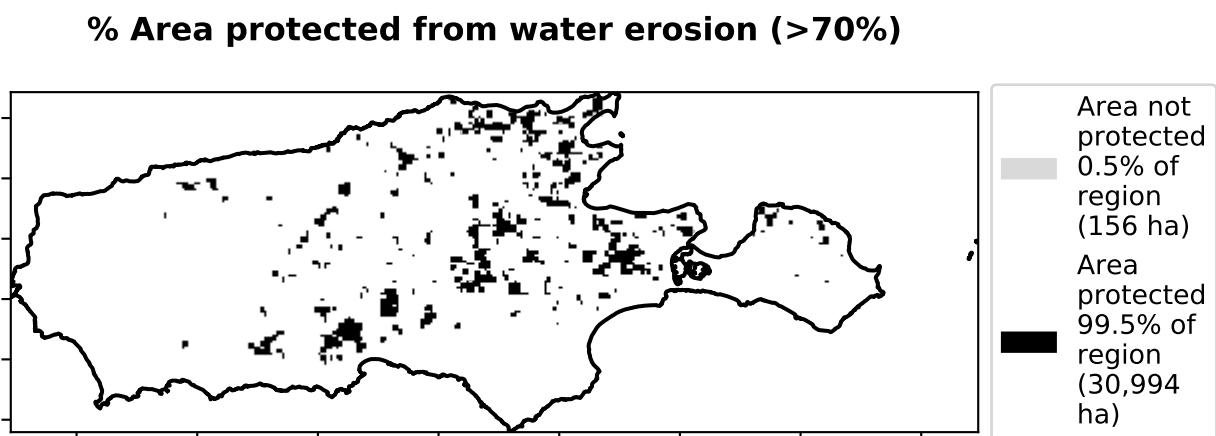 % Area protected from water erosion (>70%)
Area not
protected
0.5% of
region
(156 ha)
Area
protected
99.5% of
region
(30,994
ha)